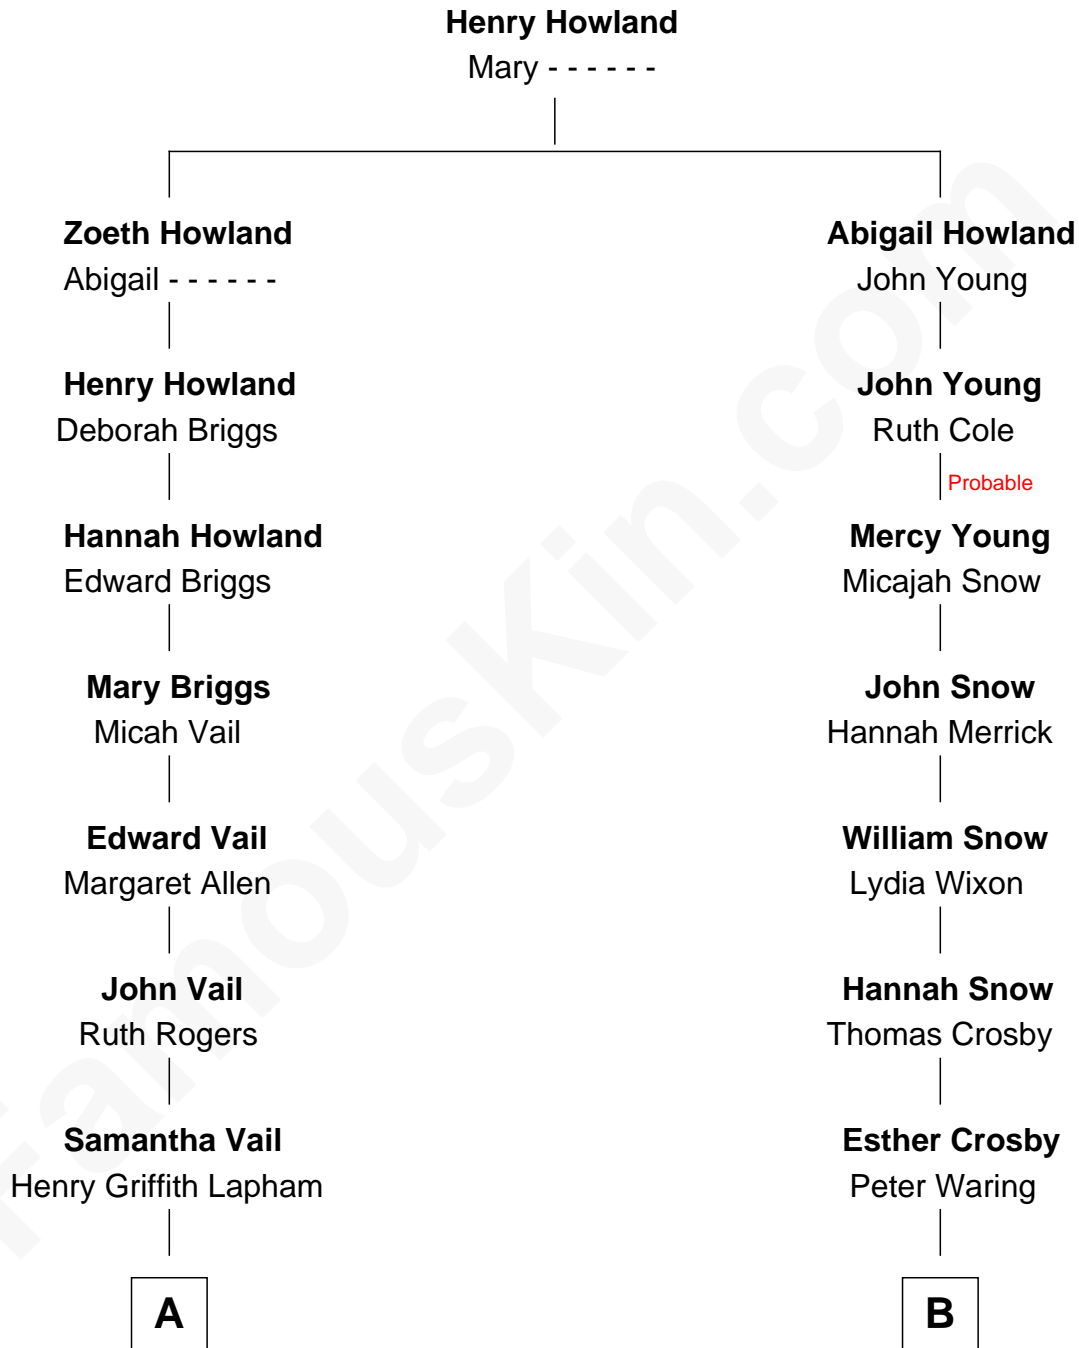 Henry Howland
Mary - - - - - -
Zoeth Howland
Abigail - - - - - -
Abigail Howland
John Young
Henry Howland
Deborah Briggs
John Young
Ruth Cole
Probable
Hannah Howland
Edward Briggs
Mercy Young
Micajah Snow
Mary Briggs
Micah Vail
John Snow
Hannah Merrick
Edward Vail
Margaret Allen
William Snow
Lydia Wixon
John Vail
Ruth Rogers
Hannah Snow
Thomas Crosby
Samantha Vail
Henry Griffith Lapham
Esther Crosby
Peter Waring
A
B
FamousKin.com